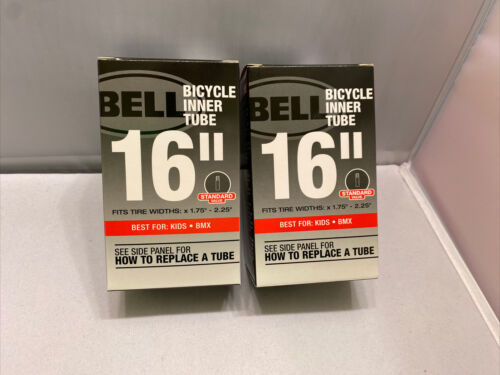 BELL
BICYCLE
INNER
TUBE
16"
STANDARD
VALVE
FITS TIRE WIDTHS: x 1.75" - 2.25"
BEST FOR: KIDS • BMX
SEE SIDE PANEL FOR
HOW TO REPLACE A TUBE
BELL
BICYCLE
INNER
TUBE
16"
STANDARD
VALVE
FITS TIRE WIDTHS: x 1.75" - 2.25"
BEST FOR: KIDS • BMX
SEE SIDE PANEL FOR
HOW TO REPLACE A TUBE